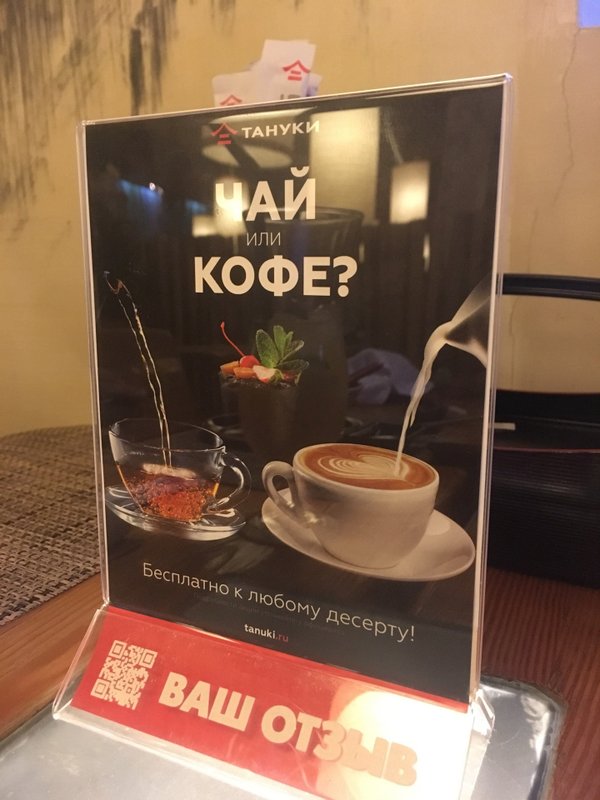 ТАНУКИ
ЧАЙ
ИЛИ
КОФЕ?
Бесплатно к любому десерту!
tanuki.ru
ВАШ ОТЗЫВ